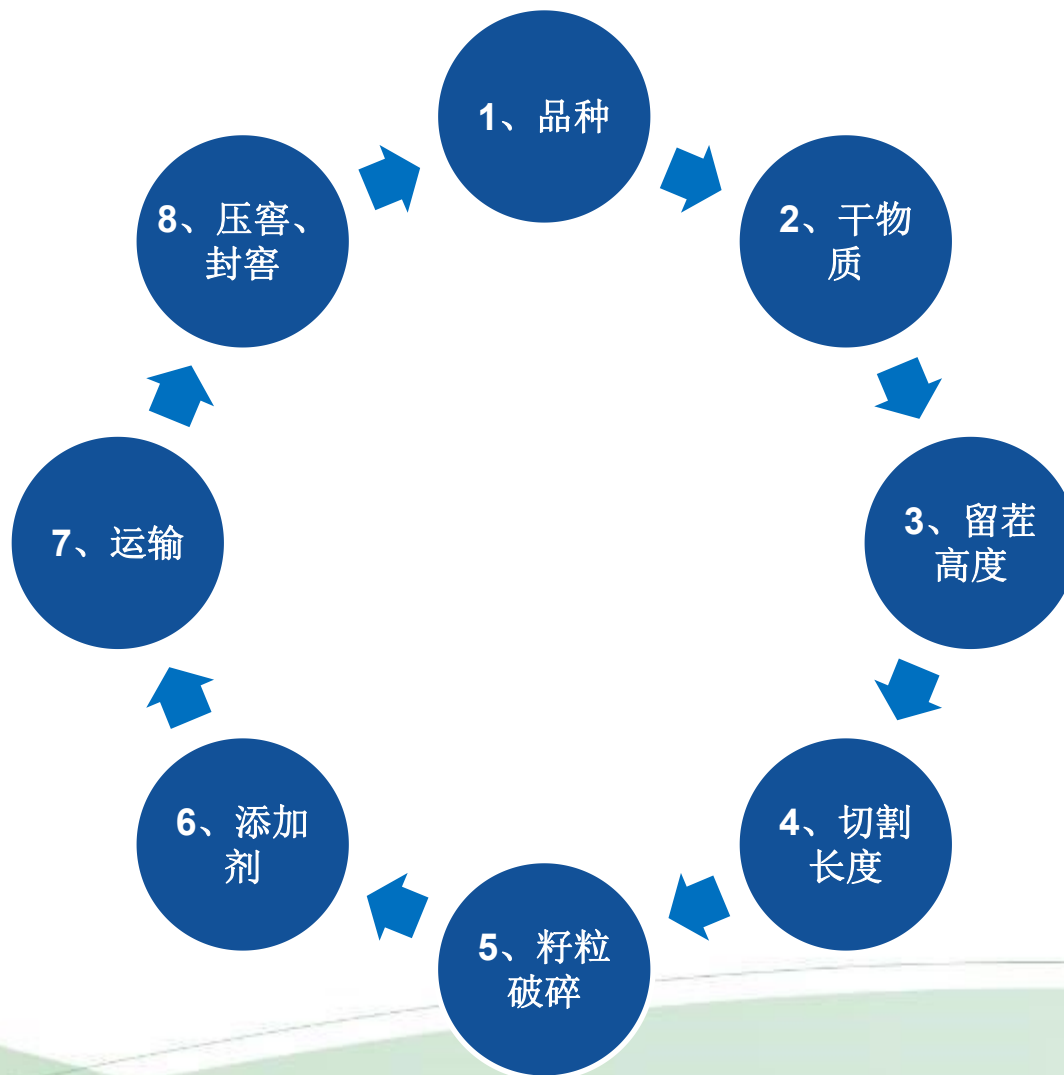 1、品种
2、干物
质
3、留茬
高度
4、切割
长度
5、籽粒
破碎
6、添加
剂
7、运输
8、压窖、
封窖